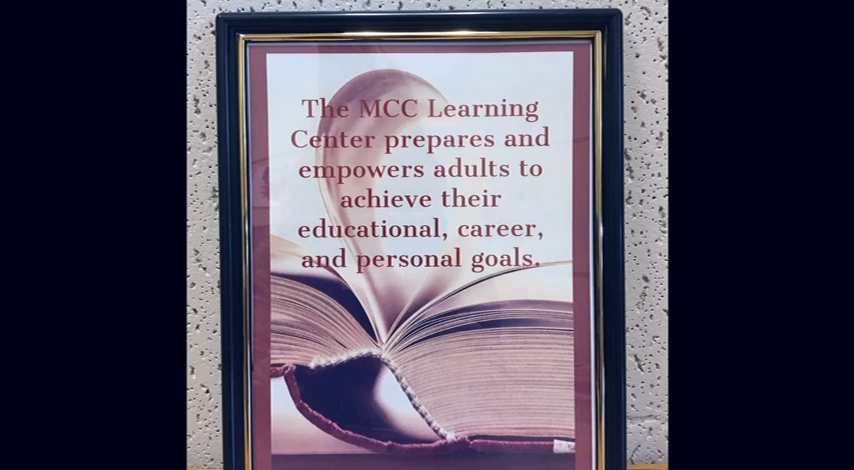 The MCC Learning
Center prepares and
empowers adults to
achieve their
educational, career,
and personal goals.